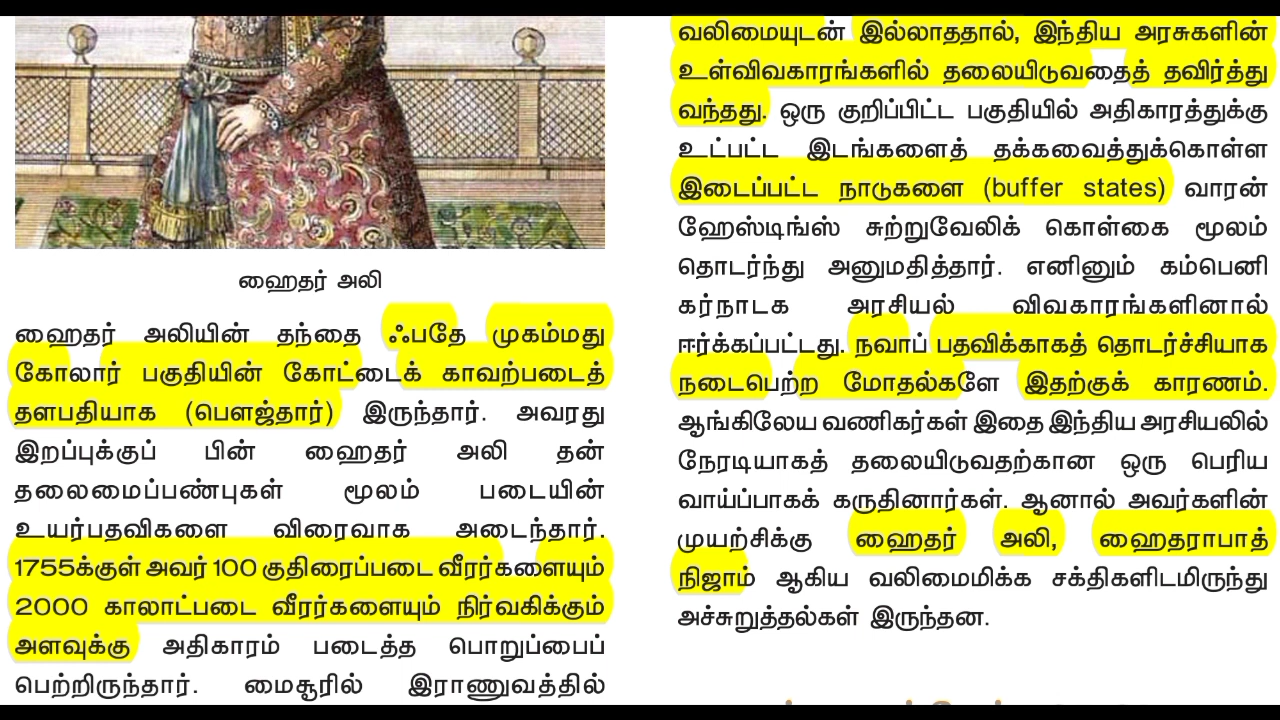 ஹைதர் அலி
ஹைதர் அலியின் தந்தை ஃபதே முகம்மது
கோலார் பகுதியின் கோட்டைக் காவற்படைத்
தளபதியாக (பௌஜ்தார்) இருந்தார். அவரது
இறப்புக்குப் பின் ஹைதர் அலி தன்
தலைமைப்பண்புகள் மூலம் படையின்
உயர்பதவிகளை விரைவாக அடைந்தார்.
1755க்குள் அவர் 100 குதிரைப்படை வீரர்களையும்
2000 காலாட்படை வீரர்களையும் நிர்வகிக்கும்
அளவுக்கு அதிகாரம் படைத்த பொறுப்பைப்
பெற்றிருந்தார். மைசூரில் இராணுவத்தில்
வலிமையுடன் இல்லாததால், இந்திய அரசுகளின்
உள்விவகாரங்களில் தலையிடுவதைத் தவிர்த்து
வந்தது. ஒரு குறிப்பிட்ட பகுதியில் அதிகாரத்துக்கு
உட்பட்ட இடங்களைத் தக்கவைத்துக்கொள்ள
இடைப்பட்ட நாடுகளை (buffer states) வாரன்
ஹேஸ்டிங்ஸ் சுற்றுவேலிக் கொள்கை மூலம்
தொடர்ந்து அனுமதித்தார். எனினும் கம்பெனி
கர்நாடக அரசியல் விவகாரங்களினால்
ஈர்க்கப்பட்டது. நவாப் பதவிக்காகத் தொடர்ச்சியாக
நடைபெற்ற மோதல்களே இதற்குக் காரணம்.
ஆங்கிலேய வணிகர்கள் இதை இந்திய அரசியலில்
நேரடியாகத் தலையிடுவதற்கான ஒரு பெரிய
வாய்ப்பாகக் கருதினார்கள். ஆனால் அவர்களின்
முயற்சிக்கு ஹைதர் அலி, ஹைதராபாத்
நிஜாம் ஆகிய வலிமைமிக்க சக்திகளிடமிருந்து
அச்சுறுத்தல்கள் இருந்தன.